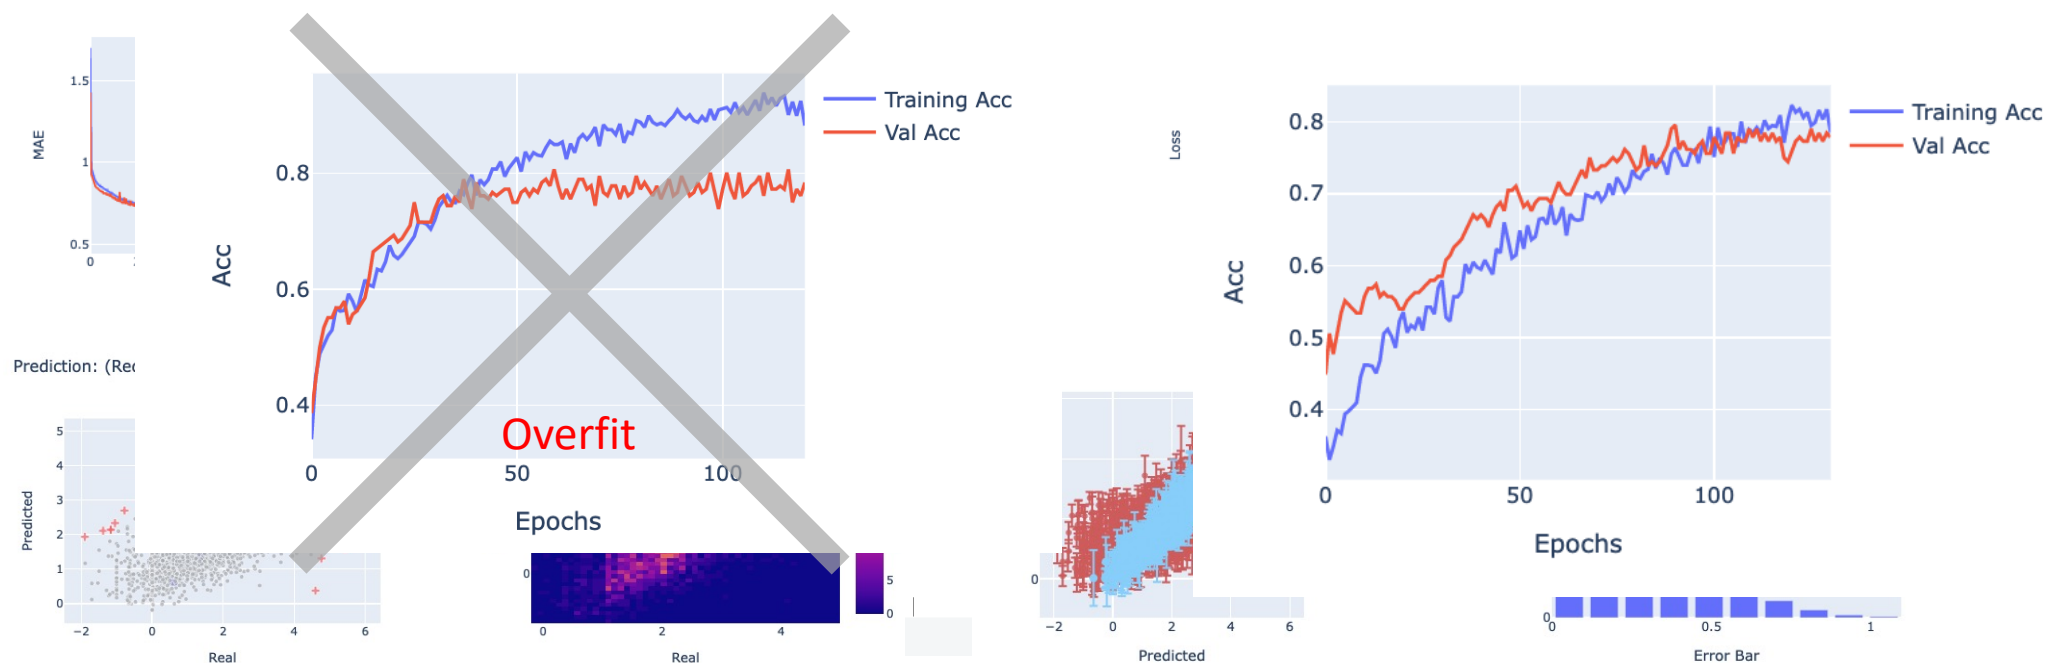 MAE
1.5
1
0.5
0
Prediction: (Rec
Predicted
5
4
3
2
1
0
−2
0
2
4
6
Real
Acc
0.8
0.6
0.4
0
50
100
Epochs
Overfit
Training Acc
Val Acc
0
0
2
4
Real
5
0
Loss
0
−2
0
2
4
6
Predicted
Acc
0.8
0.7
0.6
0.5
0.4
0
50
100
Epochs
Training Acc
Val Acc
0
0
0.5
1
Error Bar